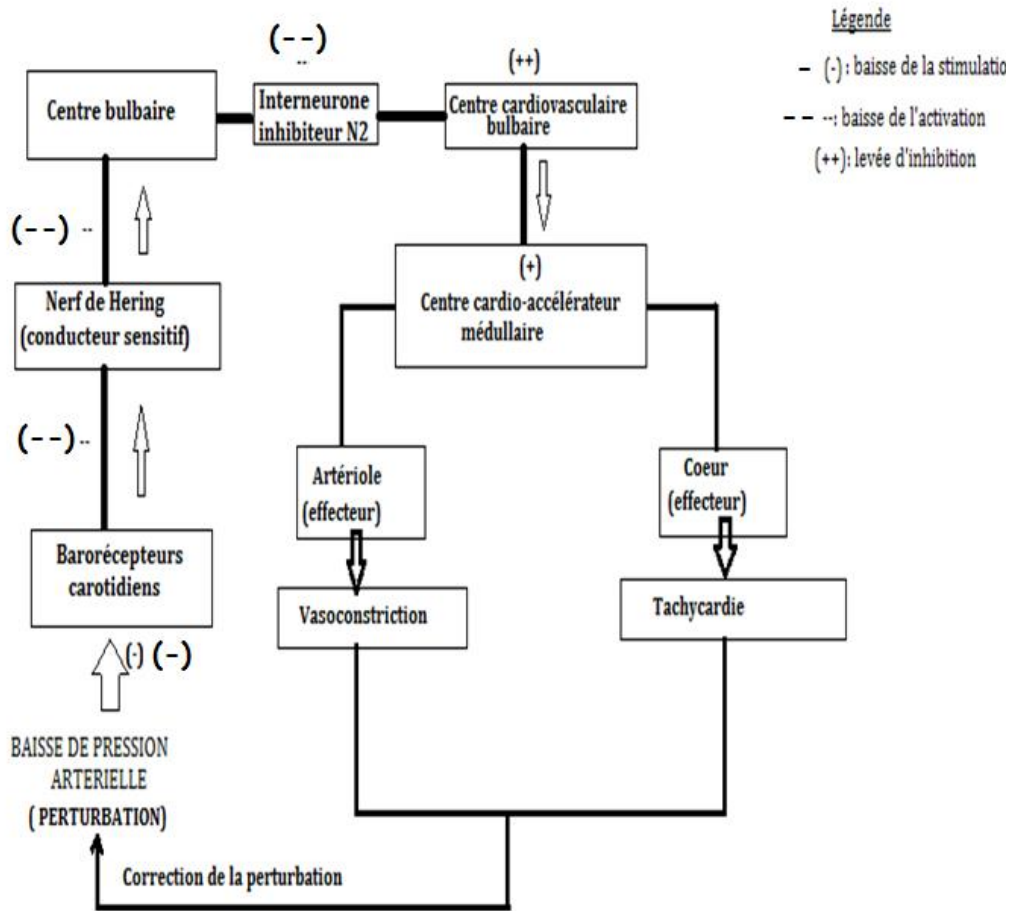 Légende
– (-) : baisse de la stimulatio
-- --: baisse de l'activation
(++): levée d'inhibition
(--)
--
(++)
Centre bulbaire
Interneurone
inhibiteur N2
Centre cardiovasculaire
bulbaire
(--) --
Nerf de Hering
(conducteur sensitif)
(+)
Centre cardio-accélérateur
médullaire
(--) --
Artériole
(effecteur)
Coeur
(effecteur)
Barorécepteurs
carotidiens
Vasoconstriction
Tachycardie
(-) (-)
BAISSE DE PRESSION
ARTERIELLE
( PERTURBATION)
Correction de la perturbation